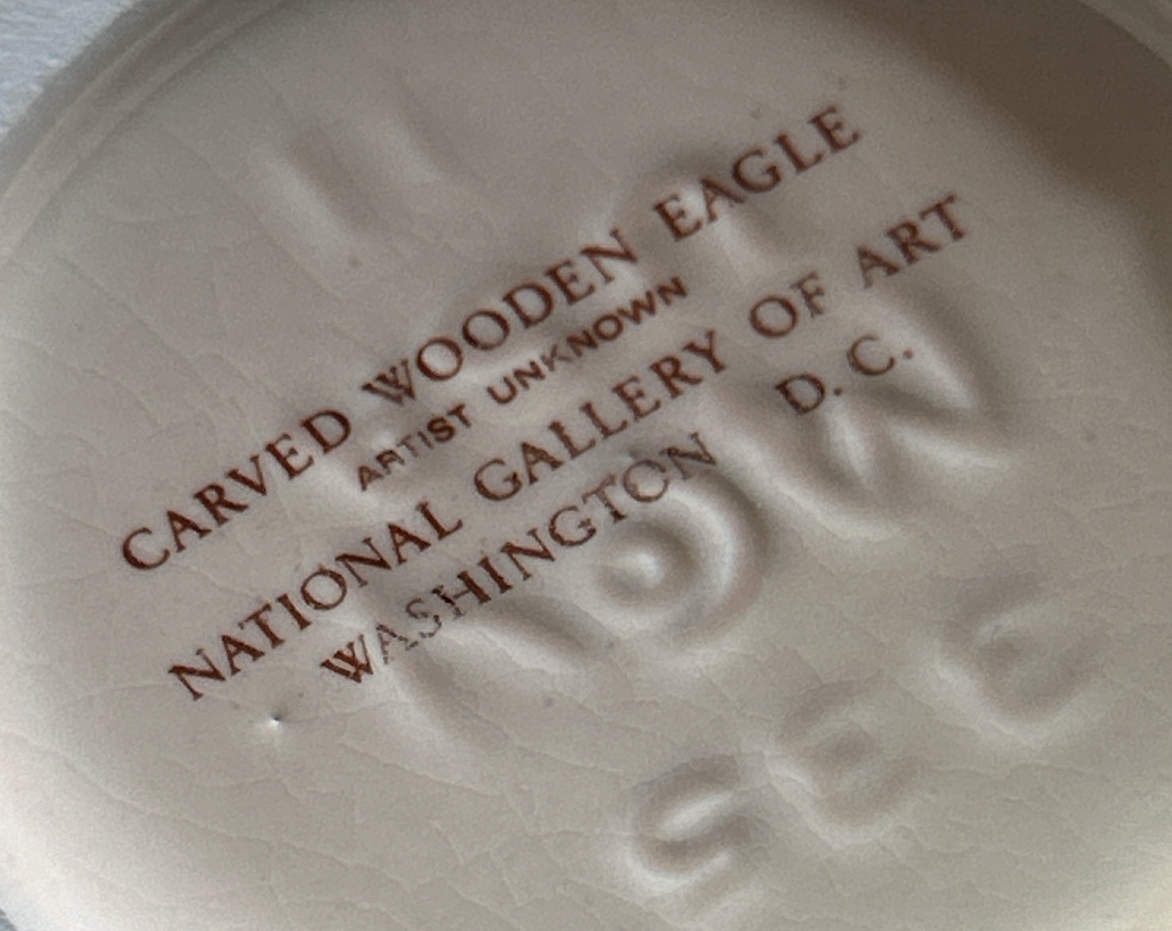 CARVED WOODEN EAGLE
ARTIST UNKNOWN
NATIONAL GALLERY OF ART
WASHINGTON D. C.